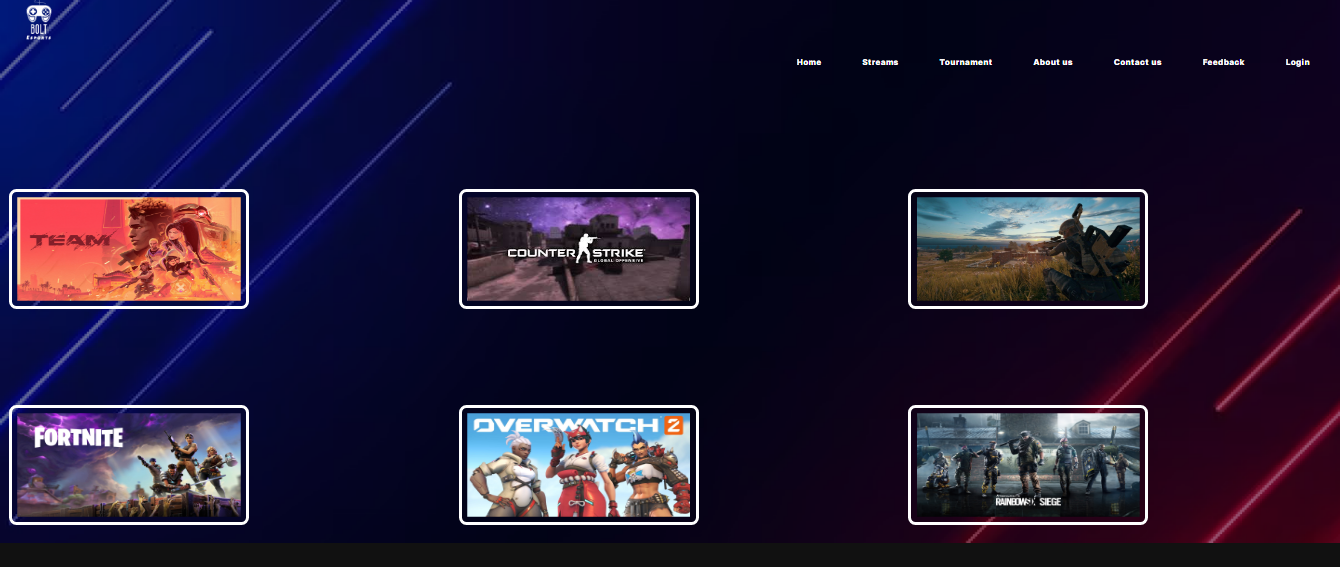 BOLT
ESPORTS
Home Streams Tournament About us Contact us Feedback Login
TEAM
COUNTER STRIKE
GLOBAL OFFENSIVE
FORTNITE
OVERWATCH 2
RAINBOW SIEGE